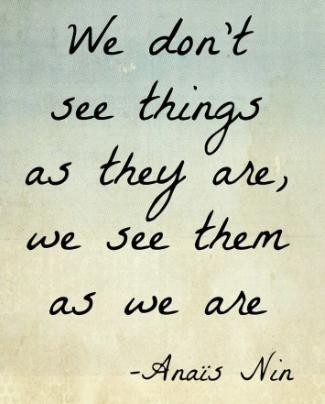 We don't
see things
as they are,
we see them
as we are
-Anaïs Nin